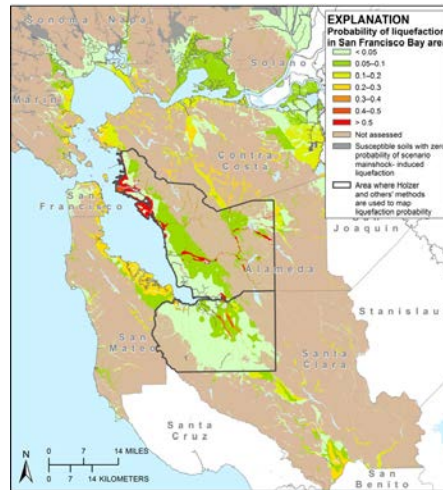 EXPLANATION
Probability of liquefaction
in San Francisco Bay area
< 0.05
0.05–0.1
0.1–0.2
0.2–0.3
0.3–0.4
0.4–0.5
> 0.5
Not assessed
Susceptible soils with zero
probability of scenario
mainshock- induced
liquefaction
Area where Holzer
and others' methods
are used to map
liquefaction probability
Sonoma
Napa
Solano
Marin
Contra
Costa
San
Francisco
San
Joaquin
Alameda
Stanislaus
San
Mateo
Santa
Clara
Santa
Cruz
San
Benito
N
0 7 14 MILES
0 7 14 KILOMETERS